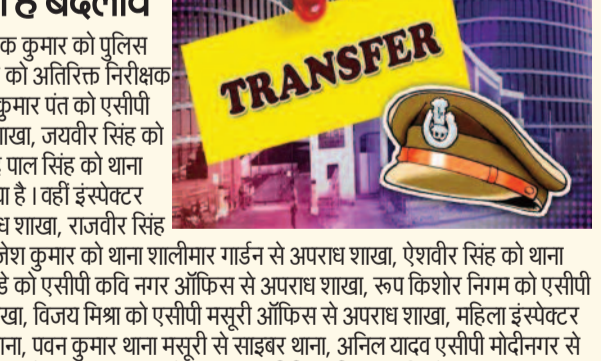 है बदलाव
कुमार को पुलिस
को अतिरिक्त निरीक्षक
कुमार पंत को एसीपी
शाखा, जयवीर सिंह को
पाल सिंह को थाना
है । वहीं इंस्पेक्टर
शाखा, राजवीर सिंह
TRANSFER
कुमार को थाना शालीमार गार्डन से अपराध शाखा, ऐशवीर सिंह को थाना
को एसीपी कवि नगर ऑफिस से अपराध शाखा, रूप किशोर निगम को एसीपी
विजय मिश्रा को एसीपी मसूरी ऑफिस से अपराध शाखा, महिला इंस्पेक्टर
पवन कुमार थाना मसूरी से साइबर थाना, अनिल यादव एसीपी मोदीनगर से